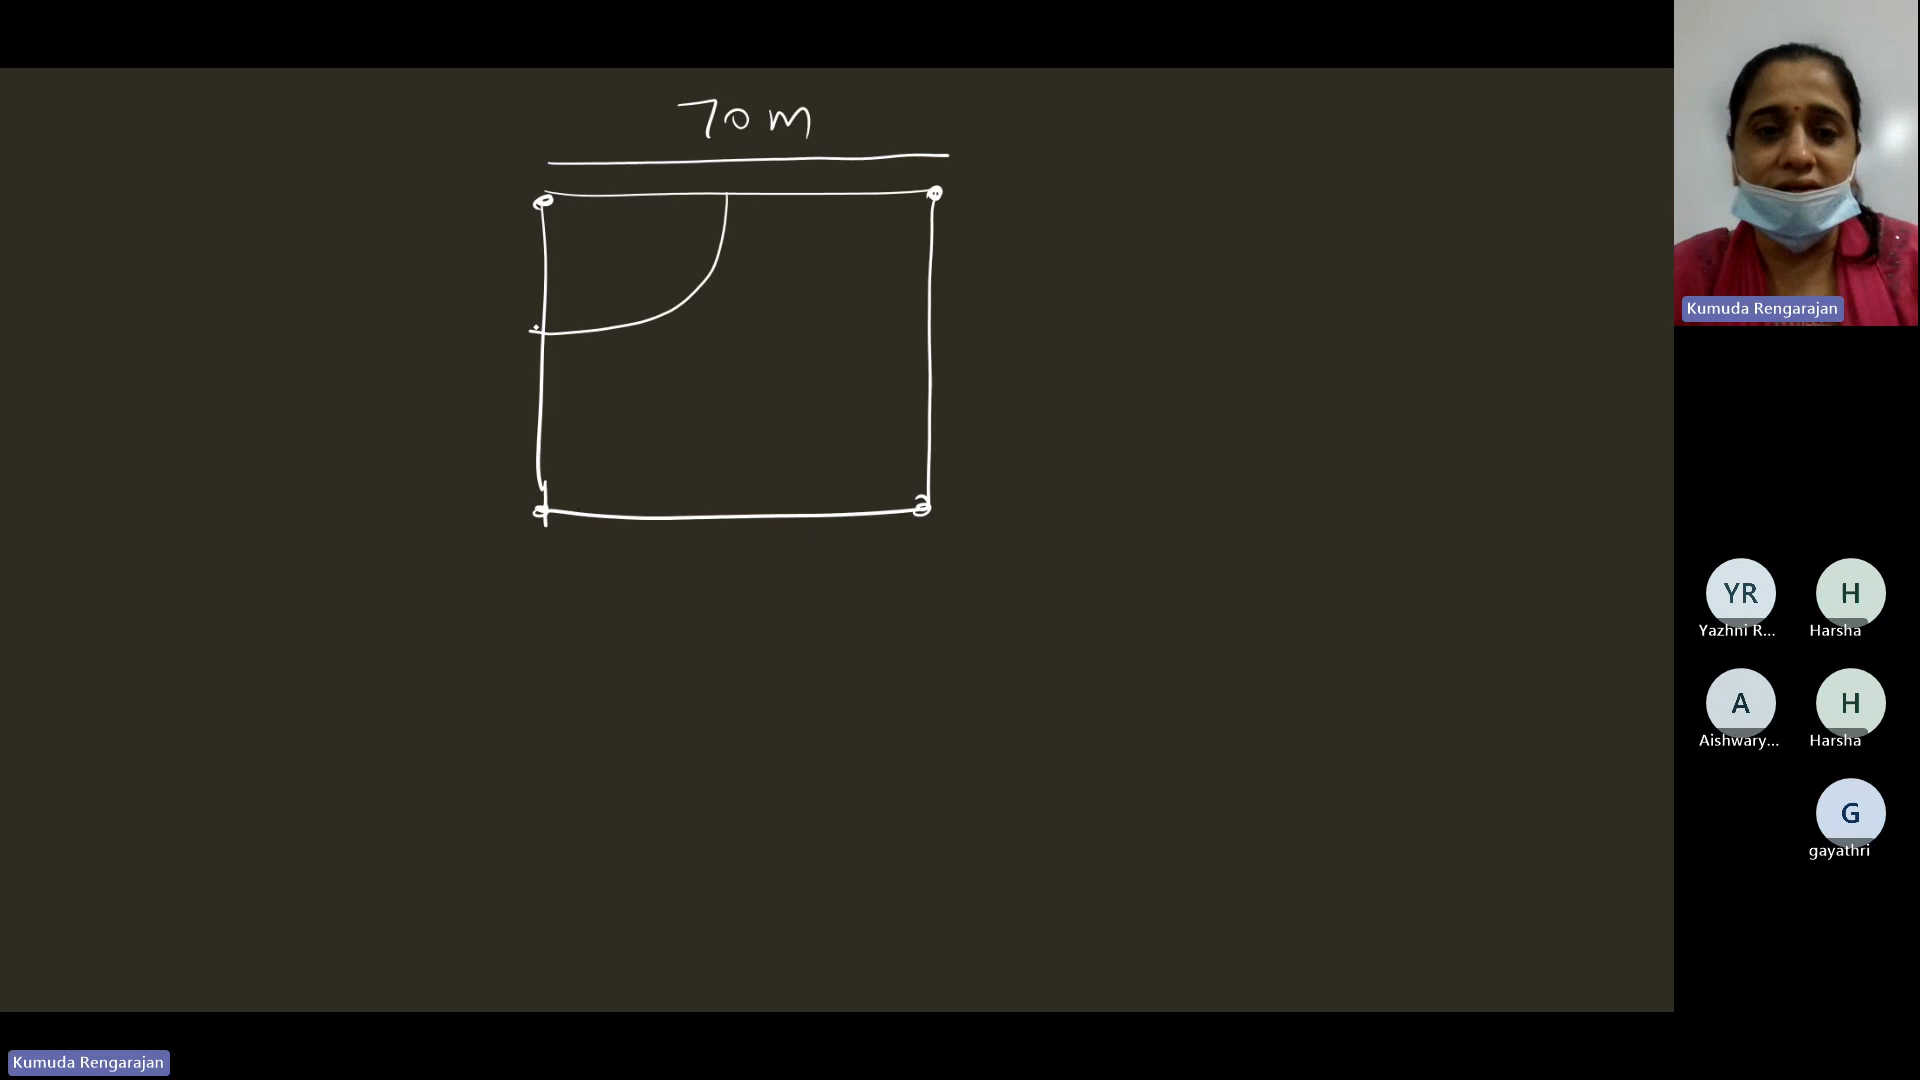 70 m
Kumuda Rengarajan
YR
H
Yazhni R...
Harsha
A
H
Aishwary...
Harsha
G
gayathri
Kumuda Rengarajan